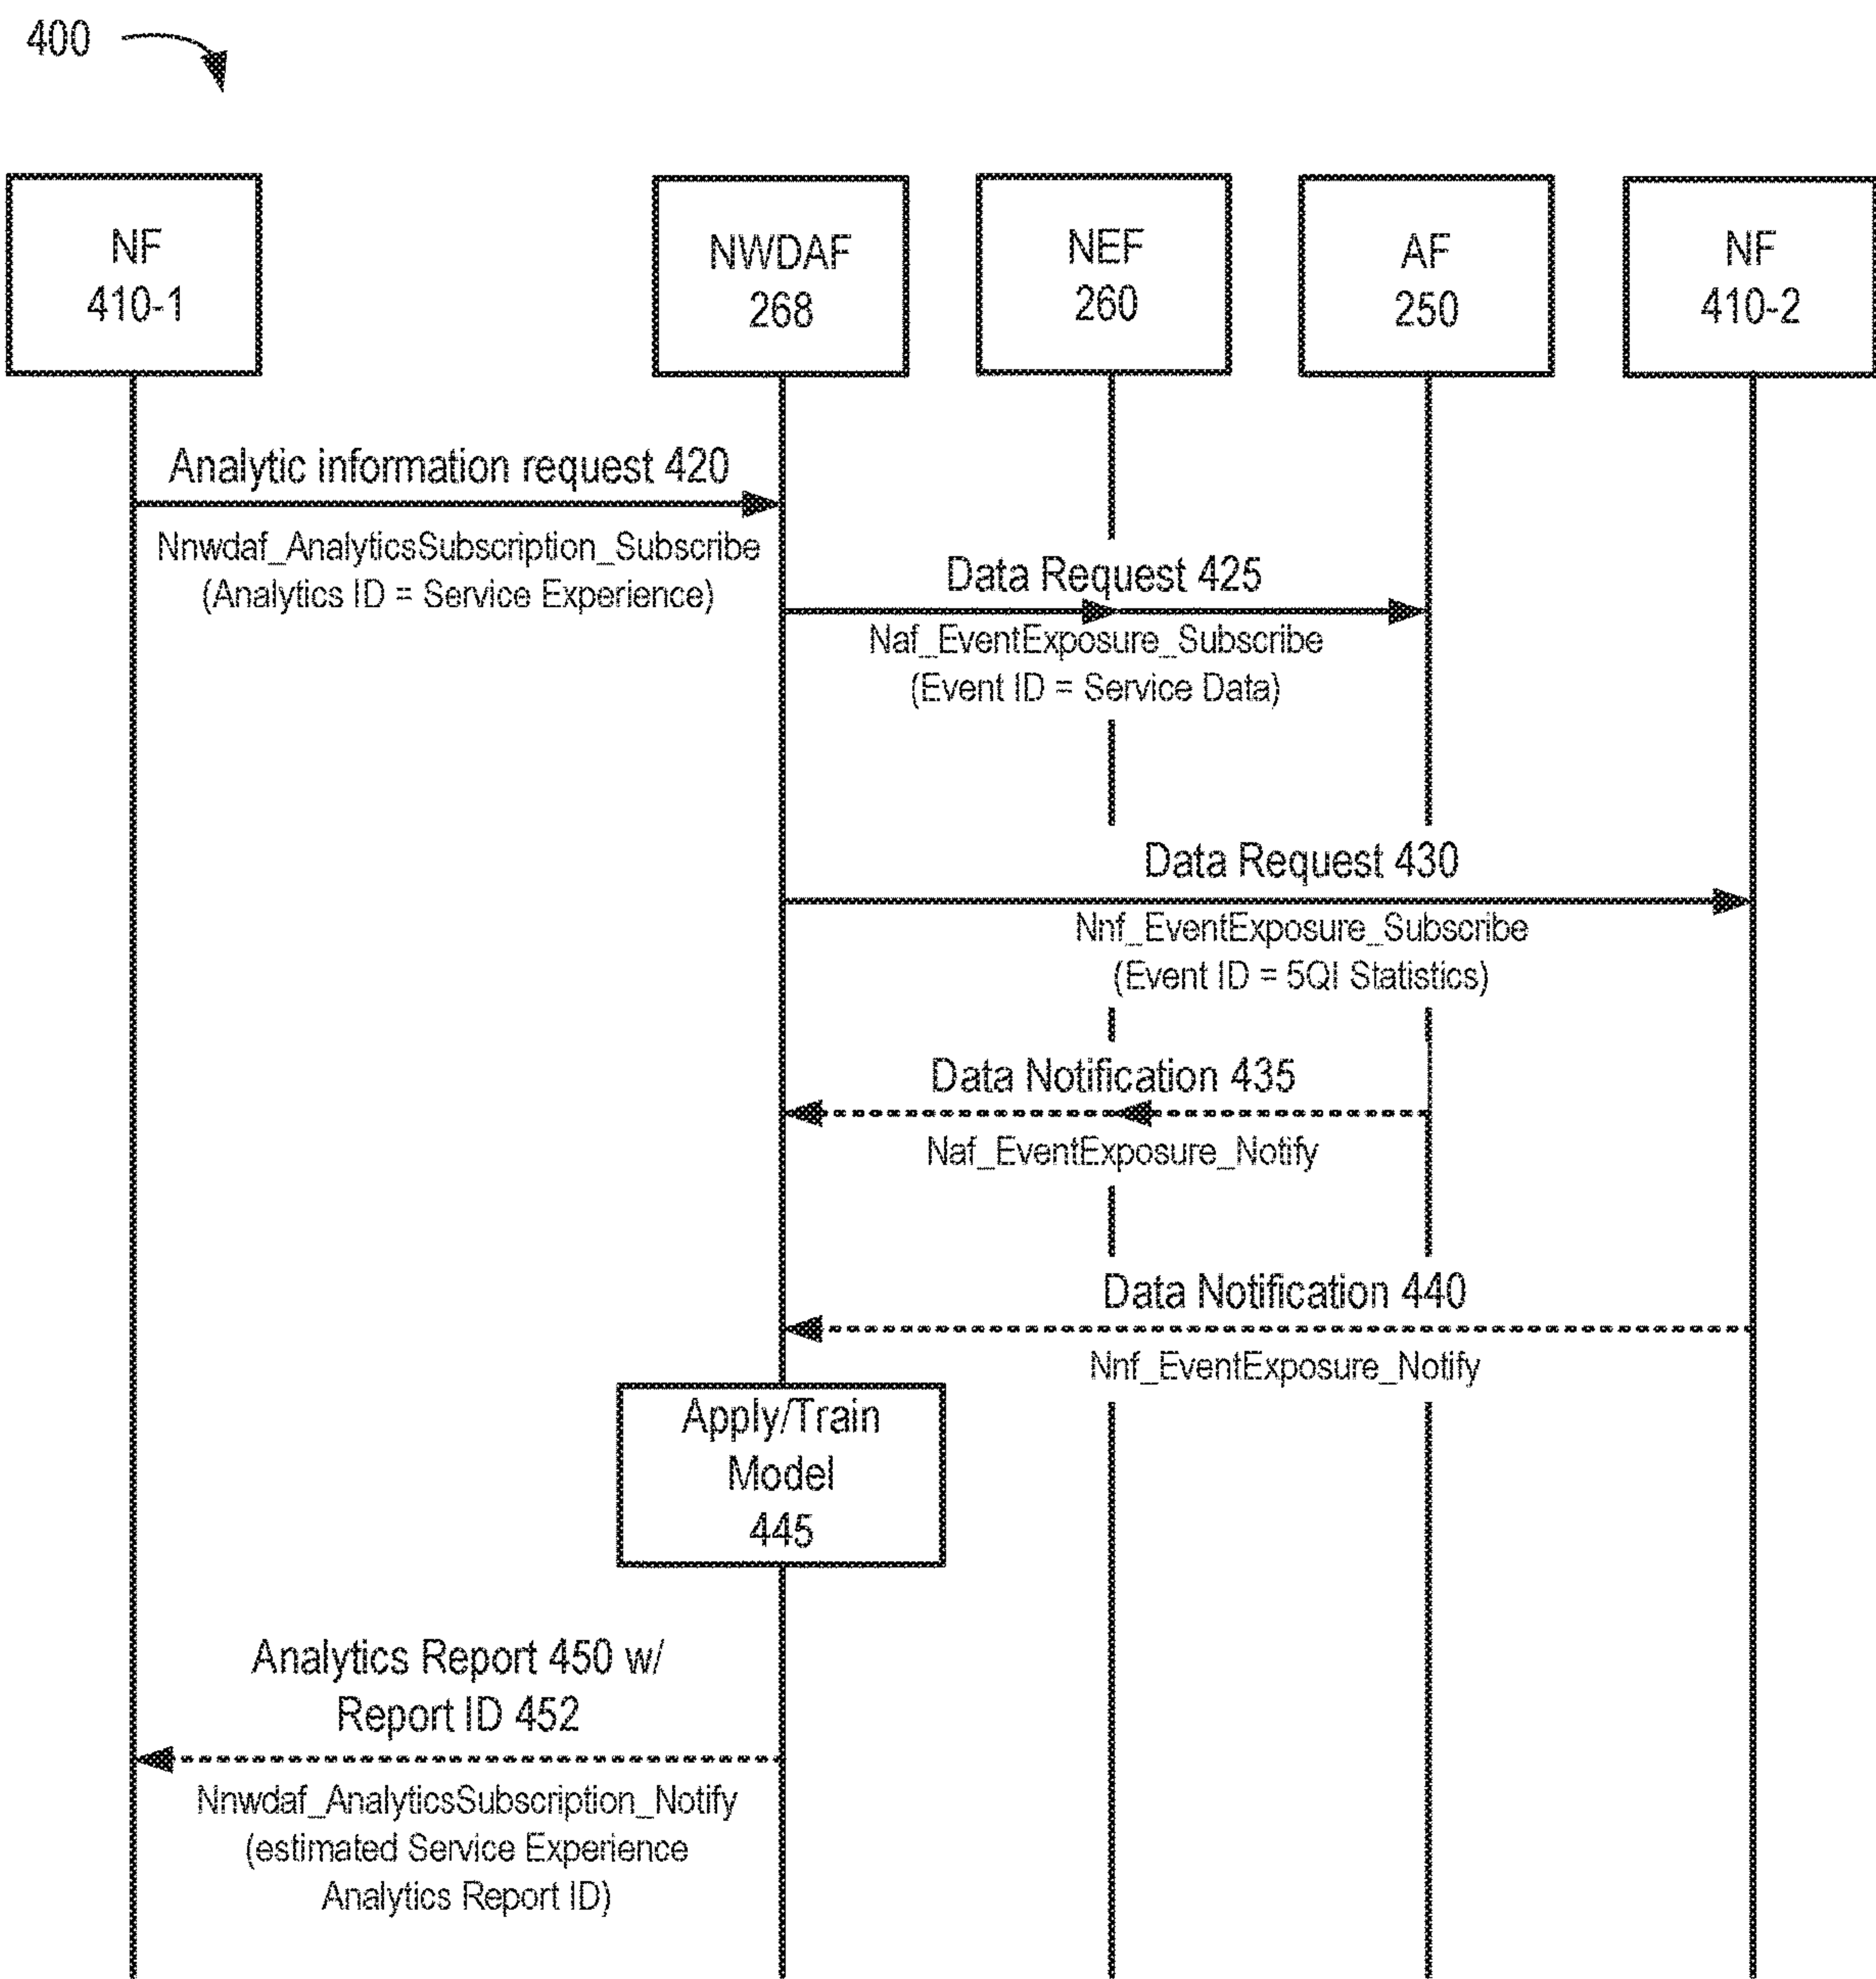 400
NF
410-1
NWDAF
268
NEF
260
AF
250
NF
410-2
Analytic information request 420
Nnwdaf_AnalyticsSubscription_Subscribe
(Analytics ID = Service Experience)
Data Request 425
Naf_EventExposure_Subscribe
(Event ID = Service Data)
Data Request 430
Nnf_EventExposure_Subscribe
(Event ID = 5QI Statistics)
Data Notification 435
Naf_EventExposure_Notify
Data Notification 440
Nnf_EventExposure_Notify
Apply/Train
Model
445
Analytics Report 450 w/
Report ID 452
Nnwdaf_AnalyticsSubscription_Notify
(estimated Service Experience
Analytics Report ID)